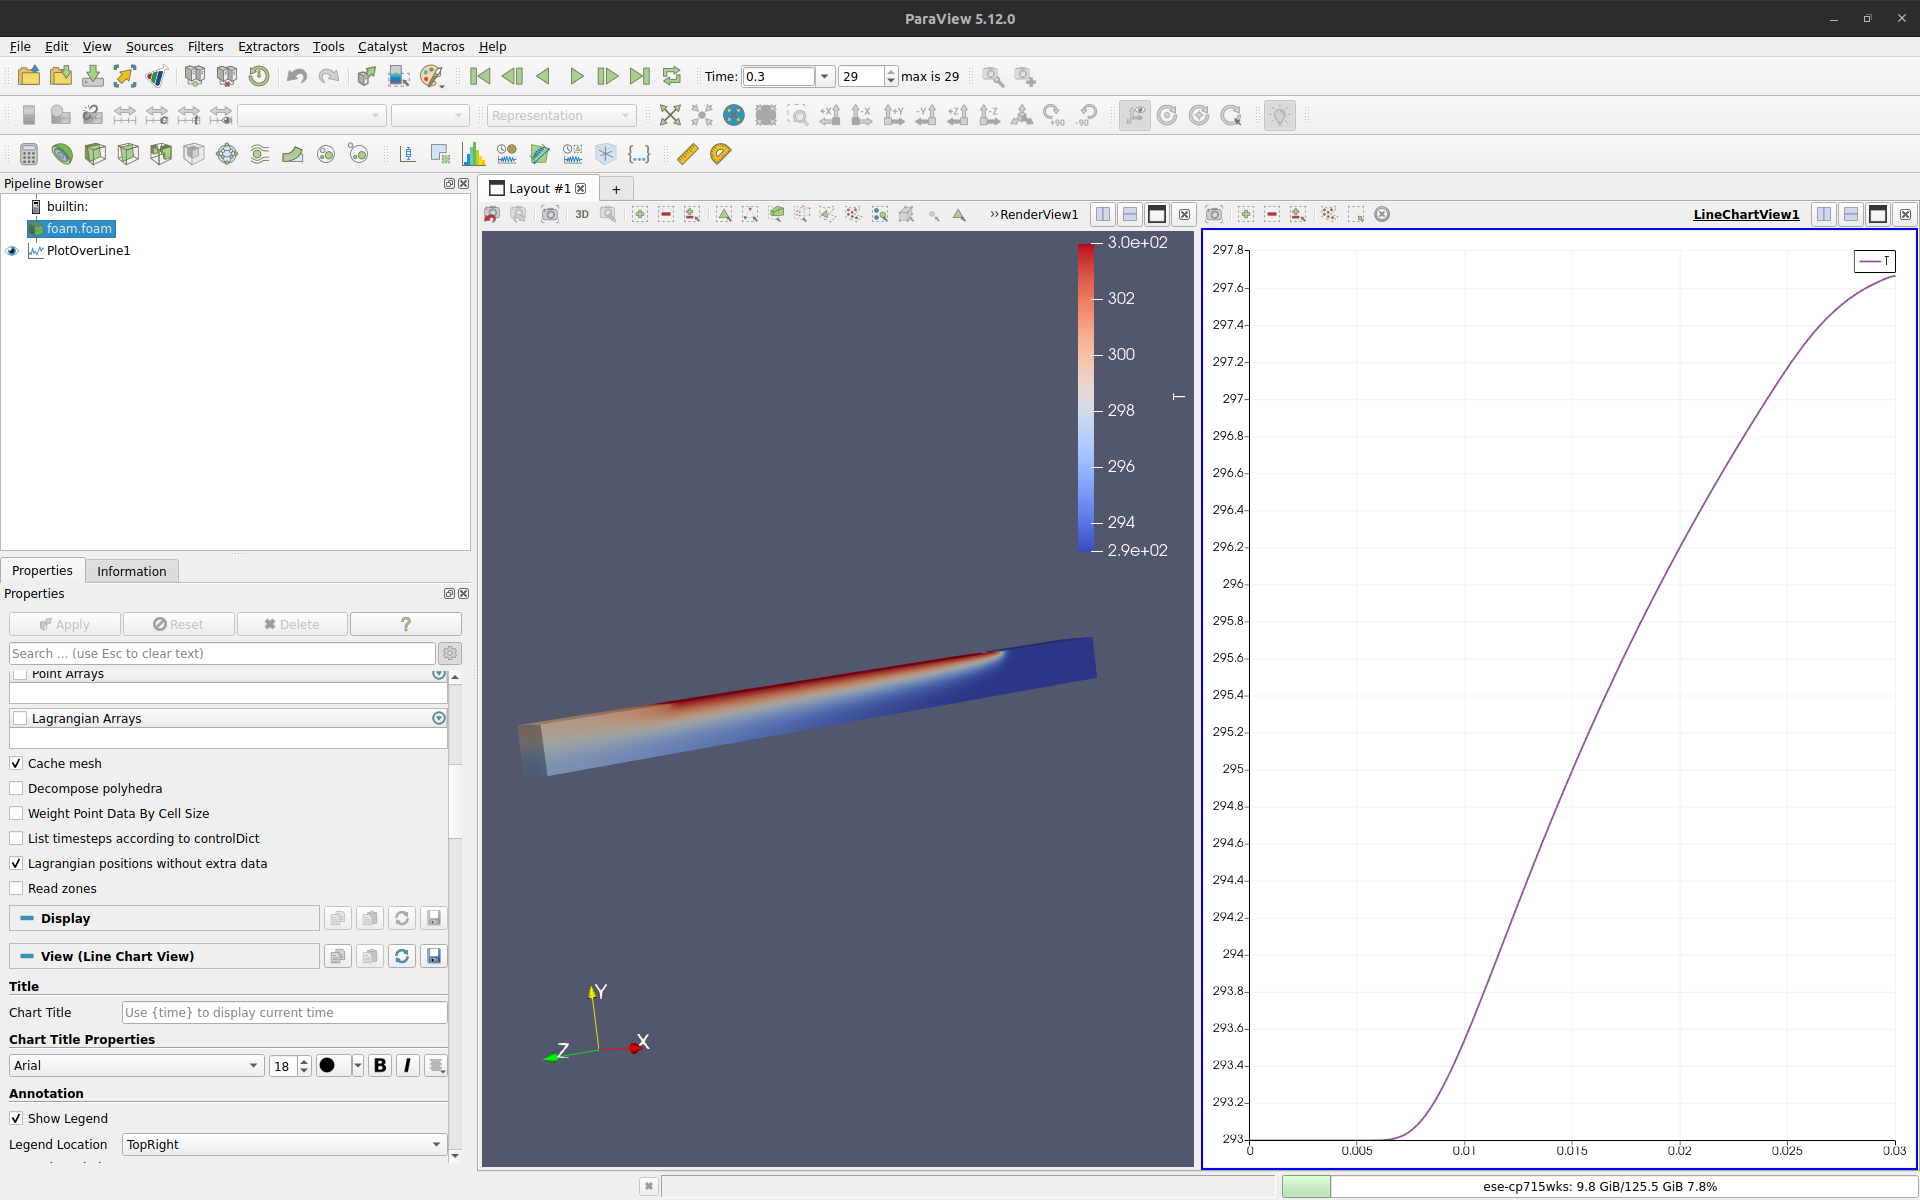 ParaView 5.12.0
File Edit View Sources Filters Extractors Tools Catalyst Macros Help
Time: 0.3 29 max is 29
Representation
+X -X +Y -Y +Z -Z +90 -90
Pipeline Browser
builtin:
foam.foam
PlotOverLine1
Properties Information
Properties
Apply Reset Delete ?
Search ... (use Esc to clear text)
Point Arrays
Lagrangian Arrays
Cache mesh
Decompose polyhedra
Weight Point Data By Cell Size
List timesteps according to controlDict
Lagrangian positions without extra data
Read zones
Display
View (Line Chart View)
Title
Chart Title Use {time} to display current time
Chart Title Properties
Arial 18 B I
Annotation
Show Legend
Legend Location TopRight
Layout #1 +
3D RenderView1
3.0e+02
302
300
298
296
294
2.9e+02
T
Y
Z X
LineChartView1
T
297.8
297.6
297.4
297.2
297
296.8
296.6
296.4
296.2
296
295.8
295.6
295.4
295.2
295
294.8
294.6
294.4
294.2
294
293.8
293.6
293.4
293.2
293
0 0.005 0.01 0.015 0.02 0.025 0.03
ese-cp715wks: 9.8 GiB/125.5 GiB 7.8%